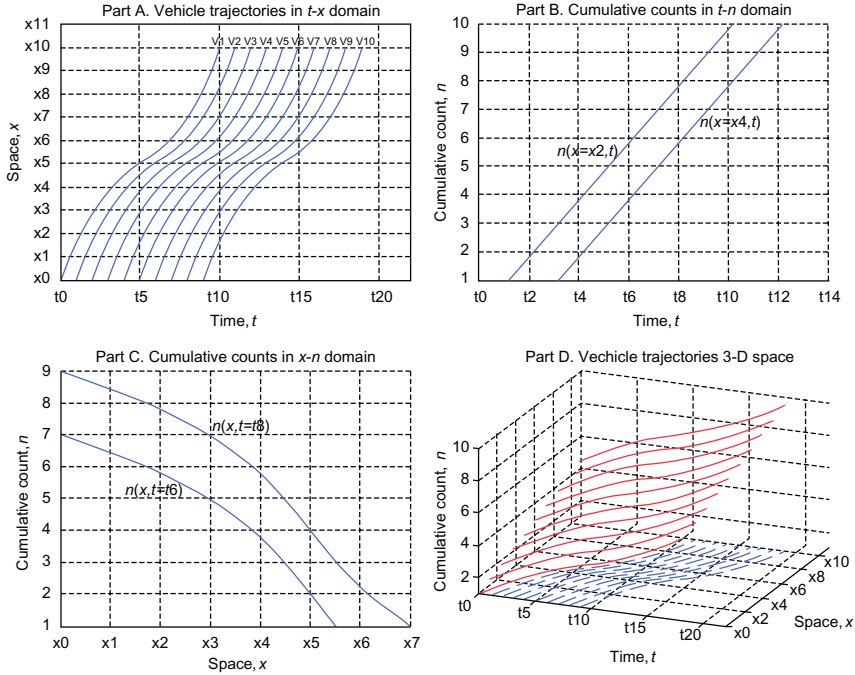 Part A. Vehicle trajectories in t-x domain
x11
x10
x9
x8
x7
x6
x5
x4
x3
x2
x1
x0
Space, x
V1 V2 V3 V4 V5 V6 V7 V8 V9 V10
t0 t5 t10 t15 t20
Time, t
Part B. Cumulative counts in t-n domain
10
9
8
7
6
5
4
3
2
1
Cumulative count, n
n(x=x2,t)
n(x=x4,t)
t0 t2 t4 t6 t8 t10 t12 t14
Time, t
Part C. Cumulative counts in x-n domain
9
8
7
6
5
4
3
2
1
Cumulative count, n
n(x,t=t8)
n(x,t=t6)
x0 x1 x2 x3 x4 x5 x6 x7
Space, x
Part D. Vechicle trajectories 3-D space
10
8
6
4
2
Cumulative count, n
t0 t5 t10 t15 t20
Time, t
x0 x2 x4 x6 x8 x10
Space, x